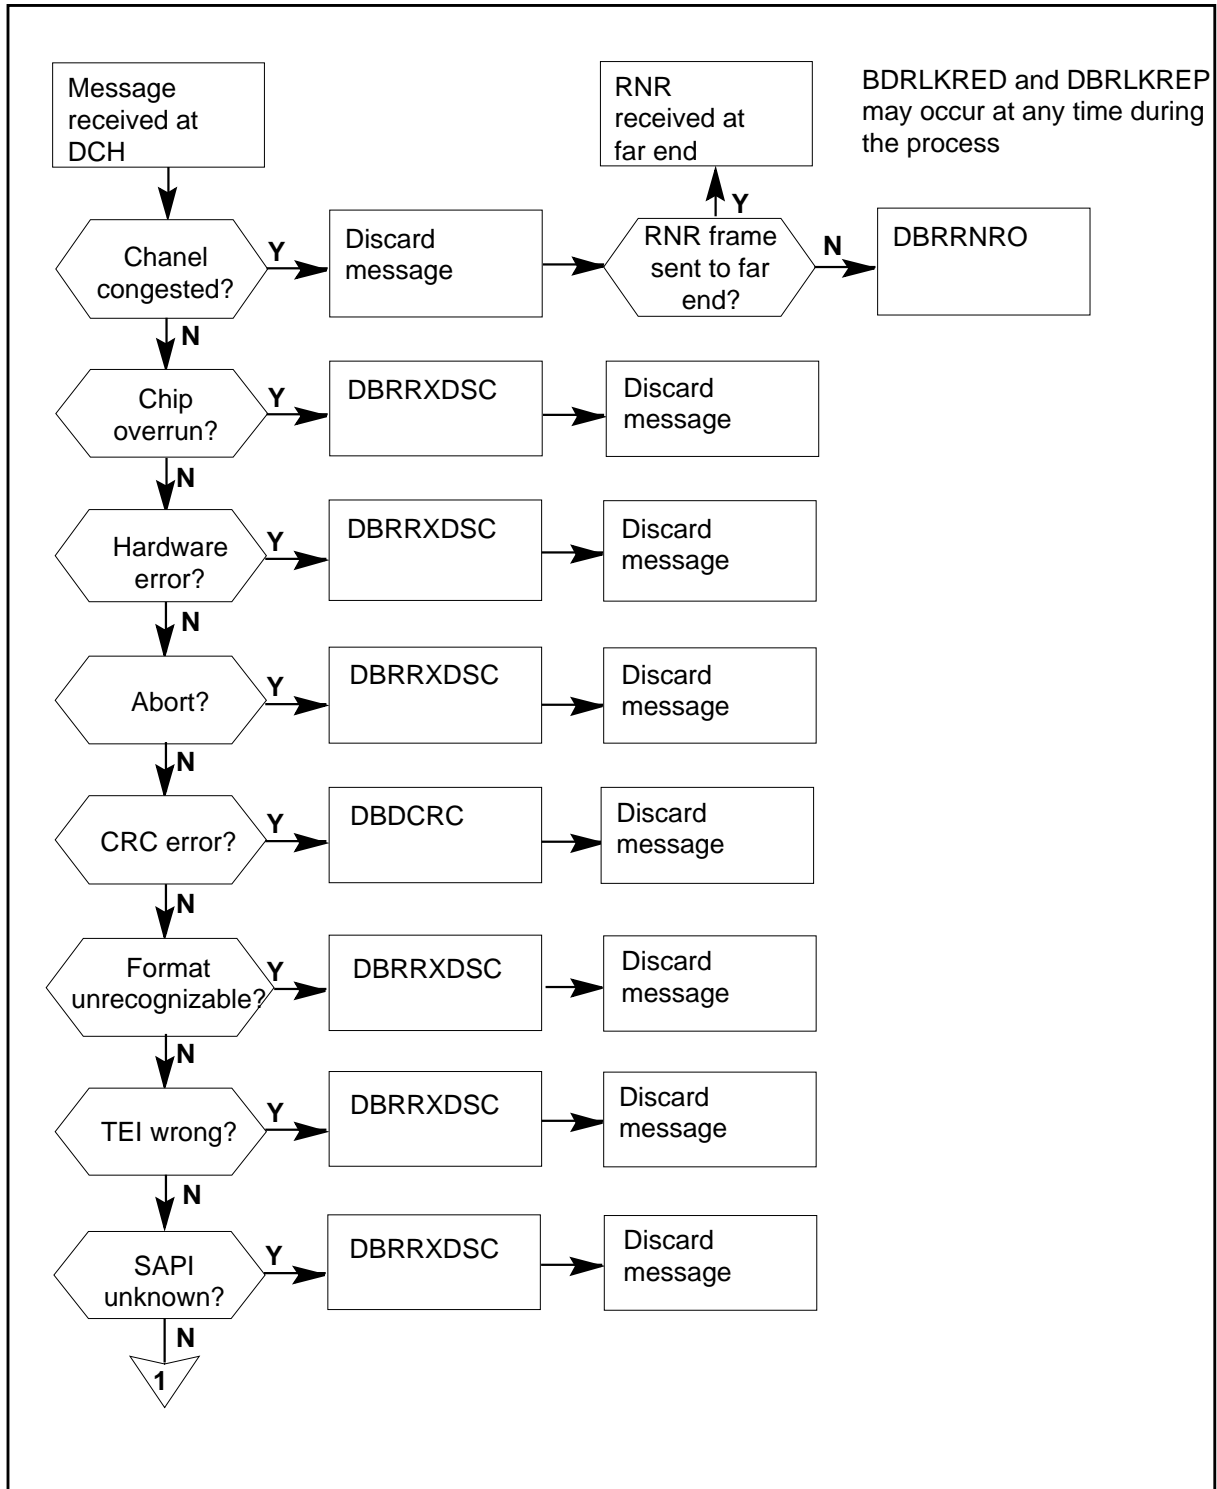 Message
received at
DCH
RNR
received at
far end
BDRLKRED and DBRLKREP
may occur at any time during
the process
Y
Chanel
congested?
Y
Discard
message
RNR frame
sent to far
end?
N
DBRRNRO
N
Chip
overrun?
Y
DBRRXDSC
Discard
message
N
Hardware
error?
Y
DBRRXDSC
Discard
message
N
Abort?
Y
DBRRXDSC
Discard
message
N
CRC error?
Y
DBDCRC
Discard
message
N
Format
unrecognizable?
Y
DBRRXDSC
Discard
message
N
TEI wrong?
Y
DBRRXDSC
Discard
message
N
SAPI
unknown?
Y
DBRRXDSC
Discard
message
N
1